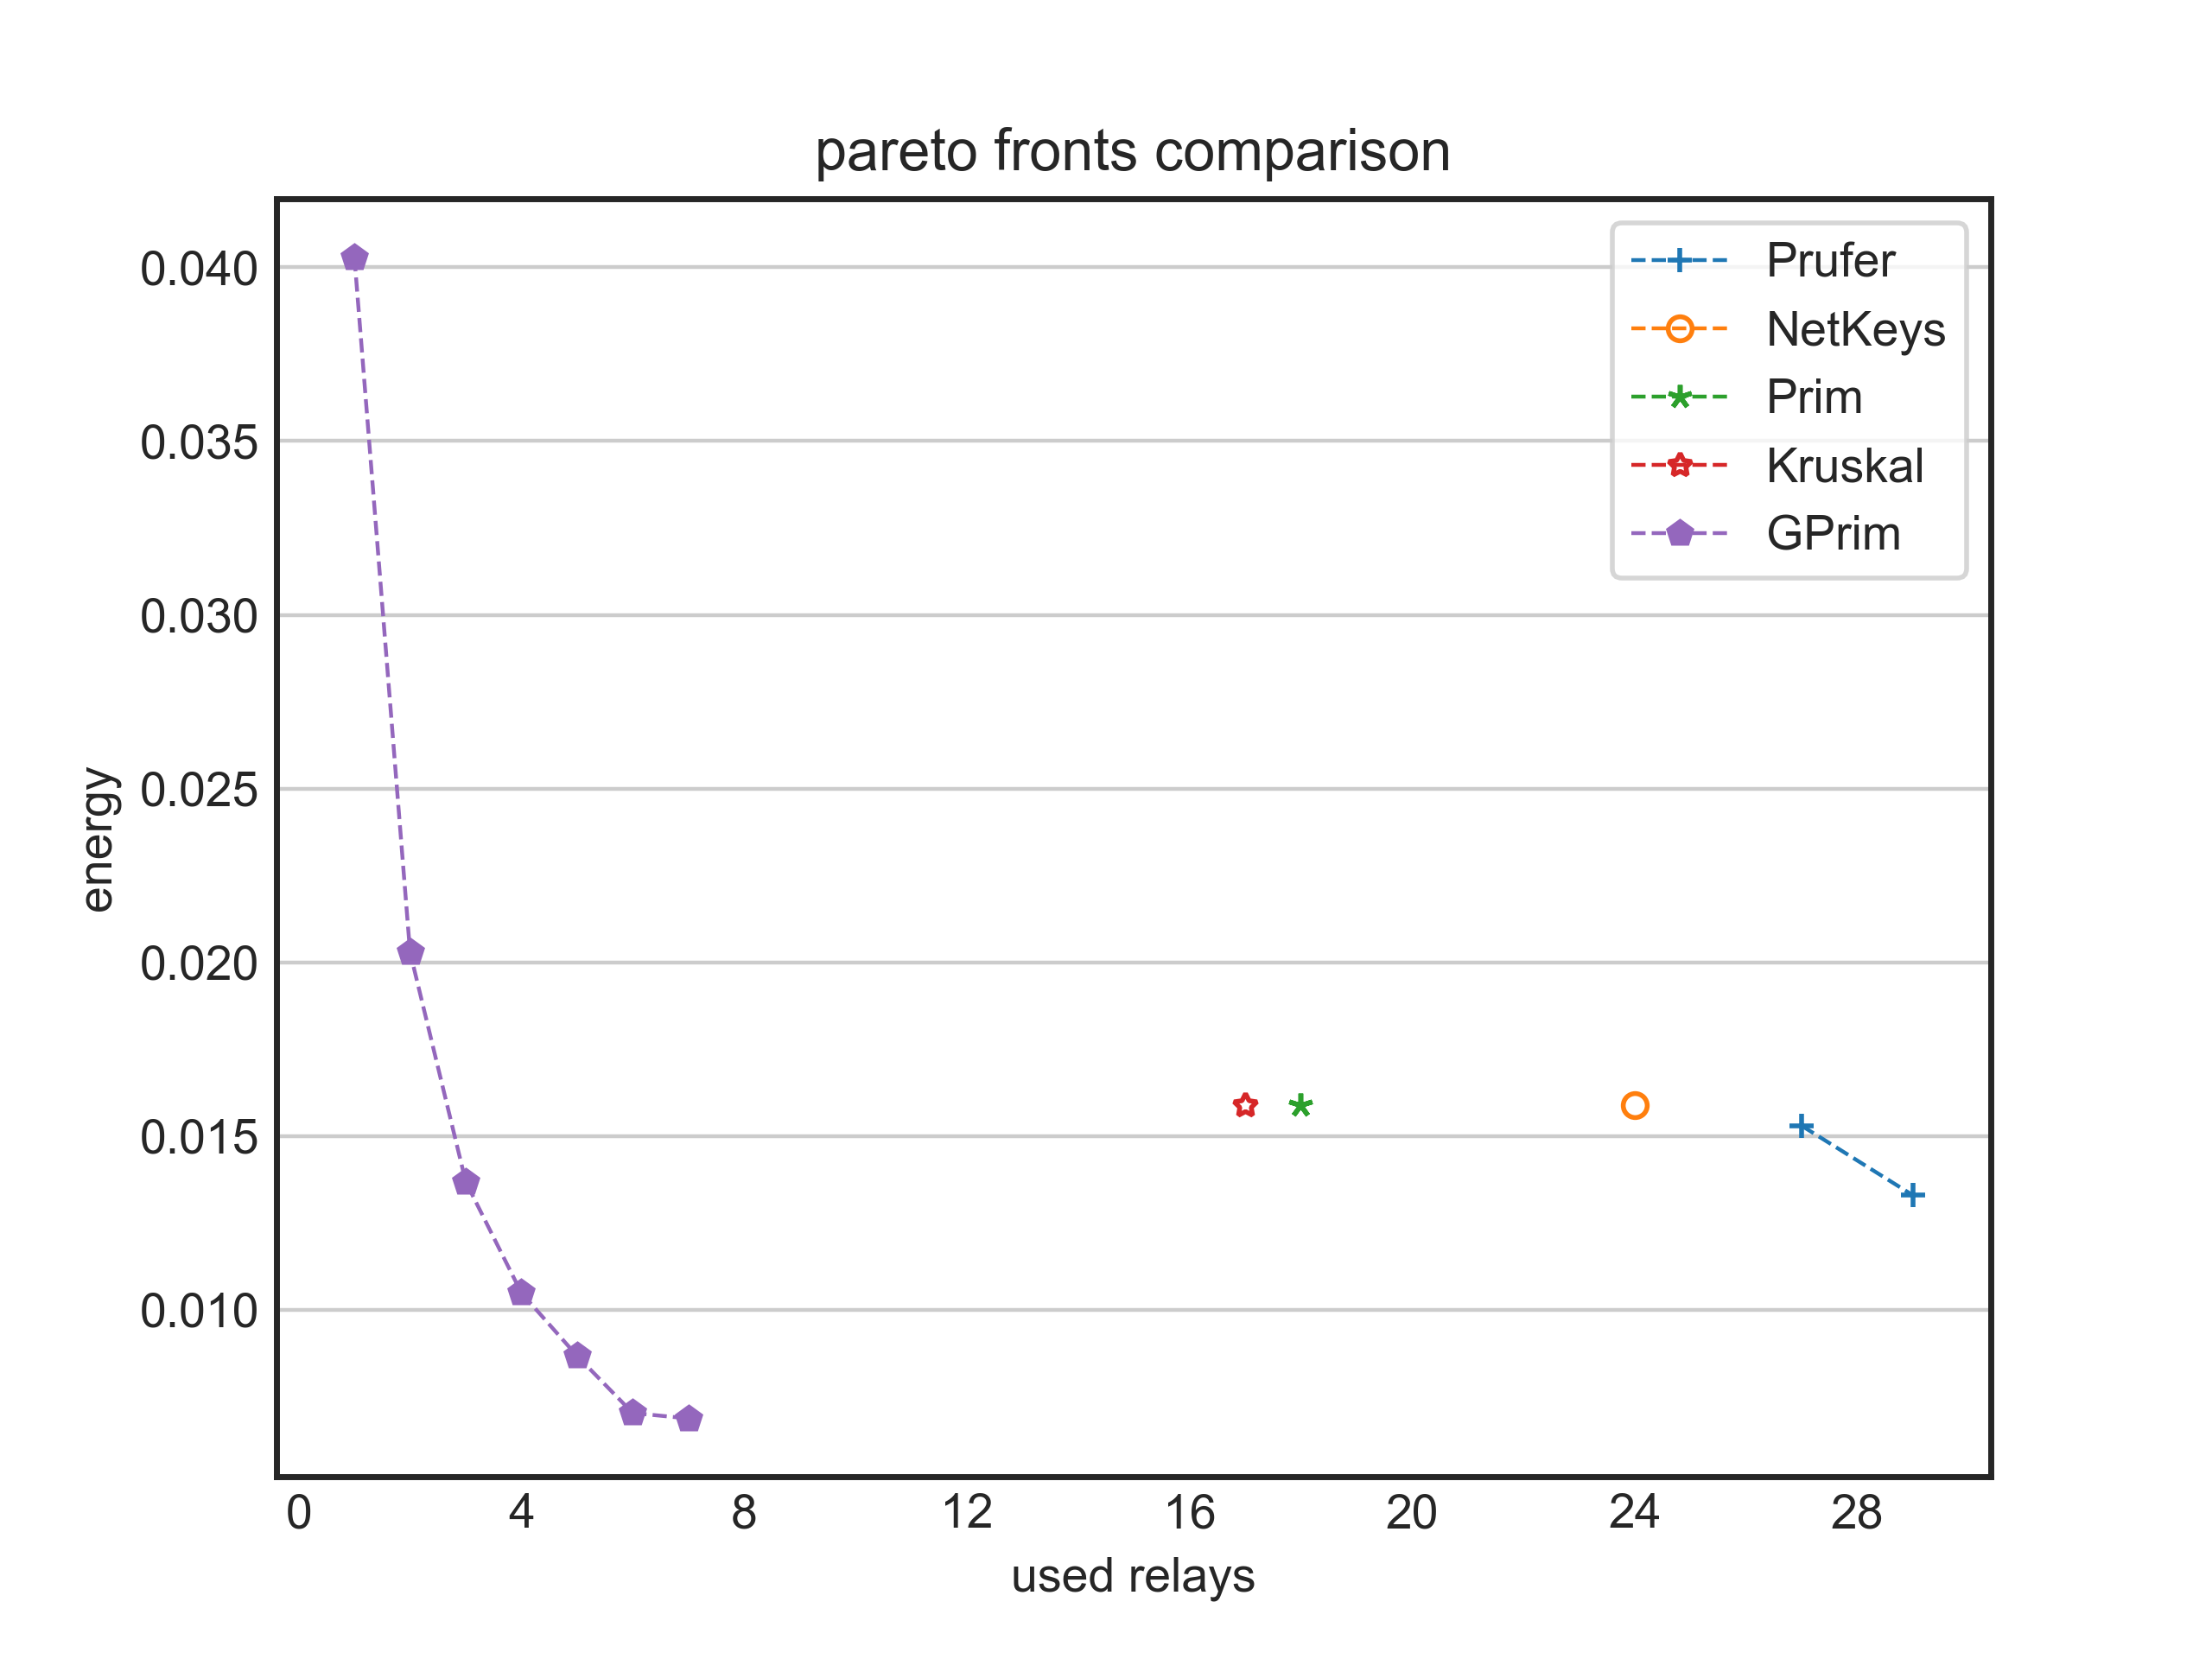 pareto fronts comparison
0.040
0.035
0.030
0.025
0.020
0.015
0.010
energy
0 4 8 12 16 20 24 28
used relays
Prufer
NetKeys
Prim
Kruskal
GPrim